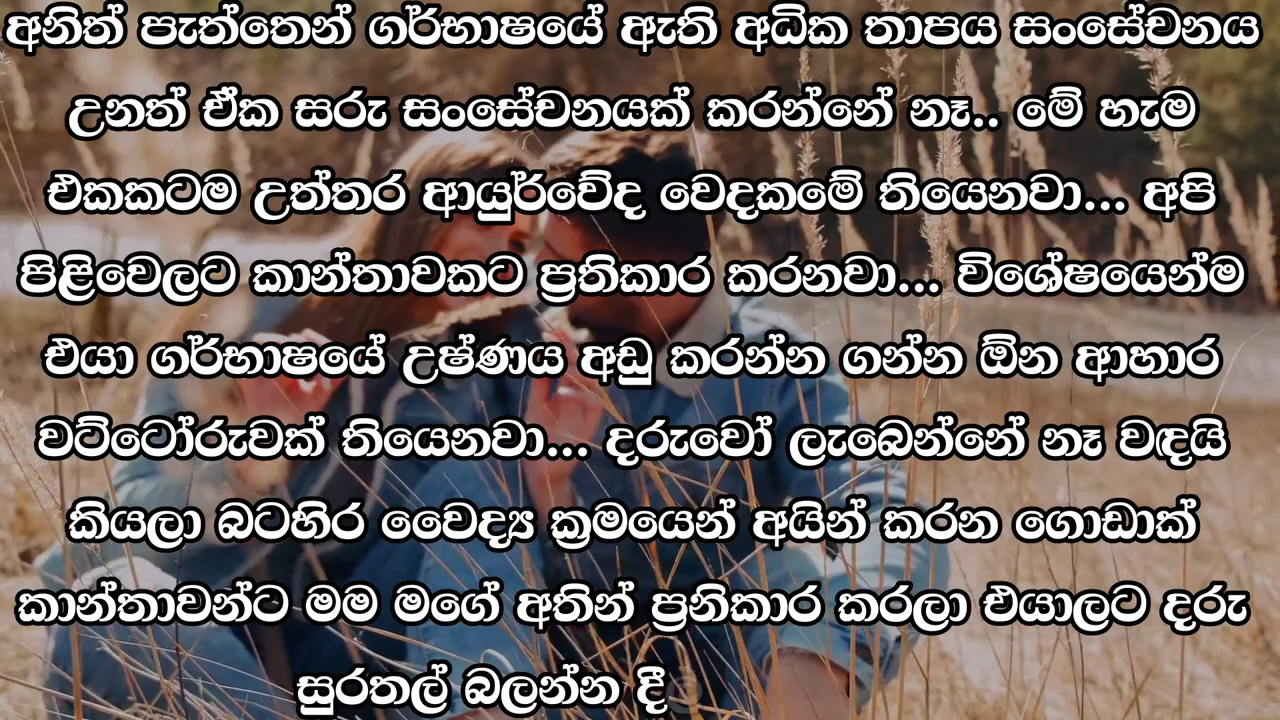 අනිත් පැත්තෙන් ගර්භාෂයේ ඇති අධික තාපය සංසේචනය
උනත් ඒක සරු සංසේචනයක් කරන්නේ නෑ.. මේ හැම
එකකටම උත්තර ආයුර්වේද වෙදකමේ තියෙනවා... අපි
පිළිවෙලට කාන්තාවකට ප්‍රතිකාර කරනවා... විශේෂයෙන්ම
එයා ගර්භාෂයේ උෂ්ණය අඩු කරන්න ගන්න ඕන ආහාර
වට්ටෝරුවක් තියෙනවා... දරුවෝ ලැබෙන්නේ නෑ වඳයි
කියලා බටහිර වෛද්‍ය ක්‍රමයෙන් අයින් කරන ගොඩාක්
කාන්තාවන්ට මම මගේ අතින් ප්‍රනිකාර කරලා එයාලට දරු
සුරතල් බලන්න දී